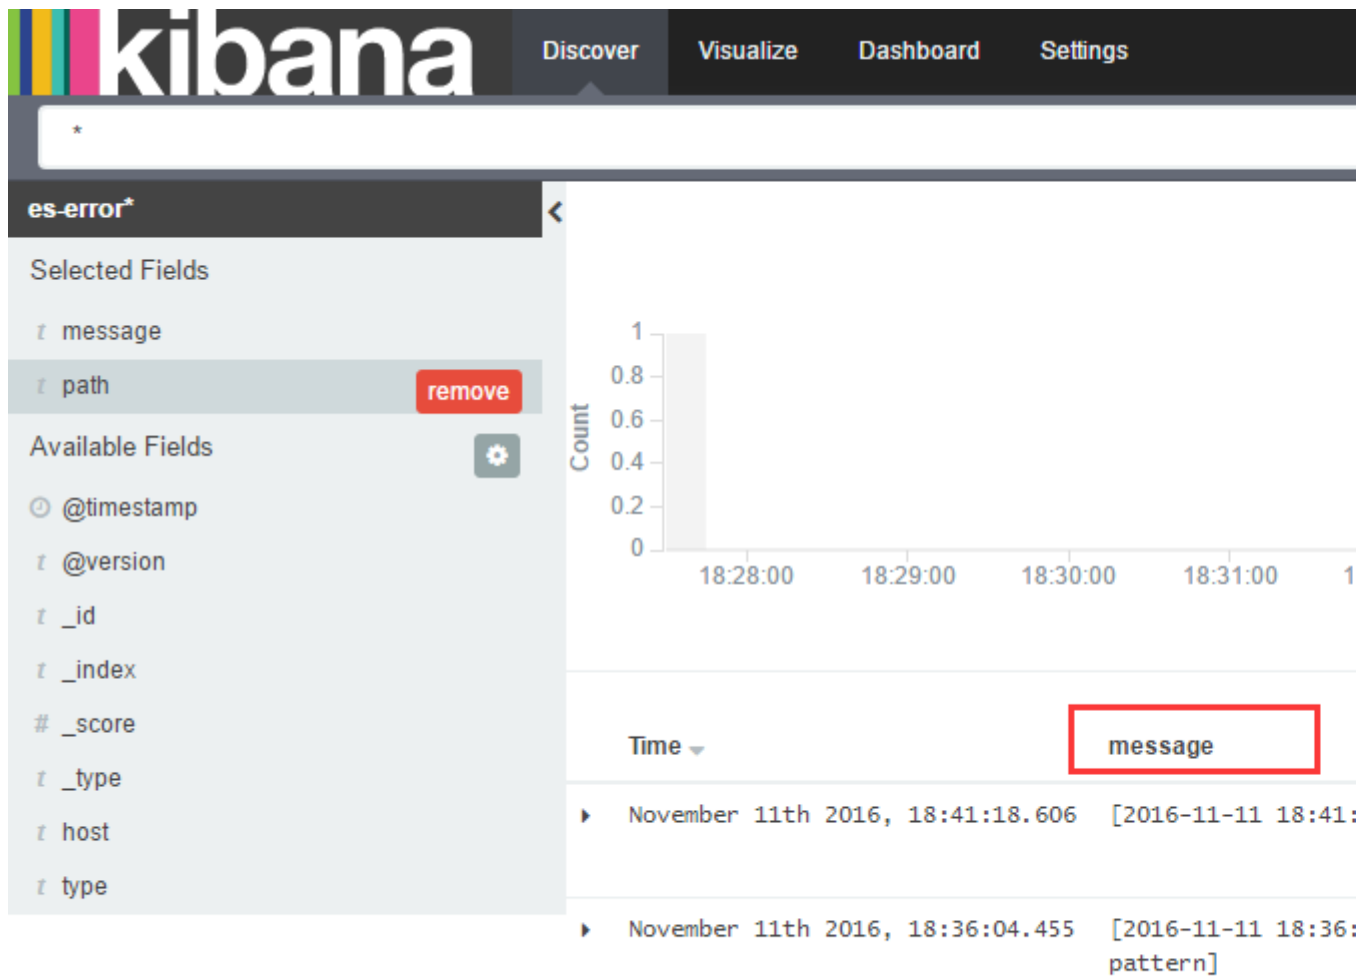 kibana Discover Visualize Dashboard Settings
*
es-error*
Selected Fields
t message
t path remove
Available Fields
@timestamp
t @version
t _id
t _index
# _score
t _type
t host
t type
Count
1
0.8
0.6
0.4
0.2
0
18:28:00 18:29:00 18:30:00 18:31:00 1
Time message
November 11th 2016, 18:41:18.606 [2016-11-11 18:41:
November 11th 2016, 18:36:04.455 [2016-11-11 18:36:
pattern]